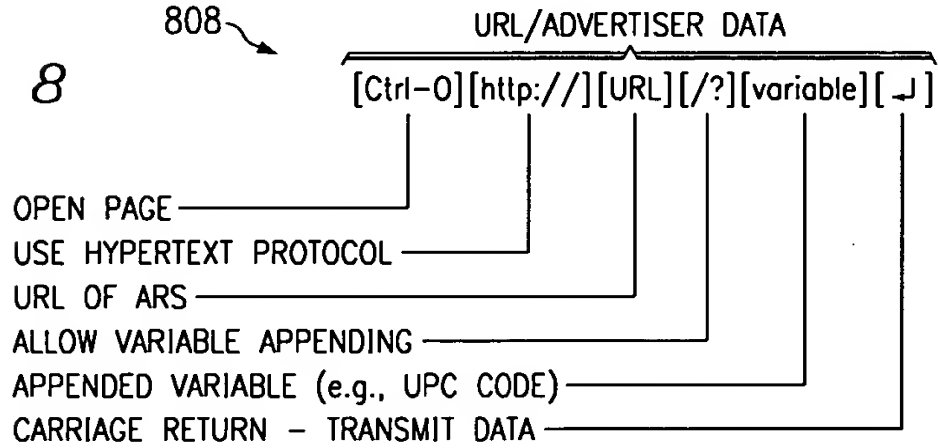 808
URL/ADVERTISER DATA
8
[Ctrl-O][http://][URL][/?][variable][↵]
OPEN PAGE
USE HYPERTEXT PROTOCOL
URL OF ARS
ALLOW VARIABLE APPENDING
APPENDED VARIABLE (e.g., UPC CODE)
CARRIAGE RETURN – TRANSMIT DATA